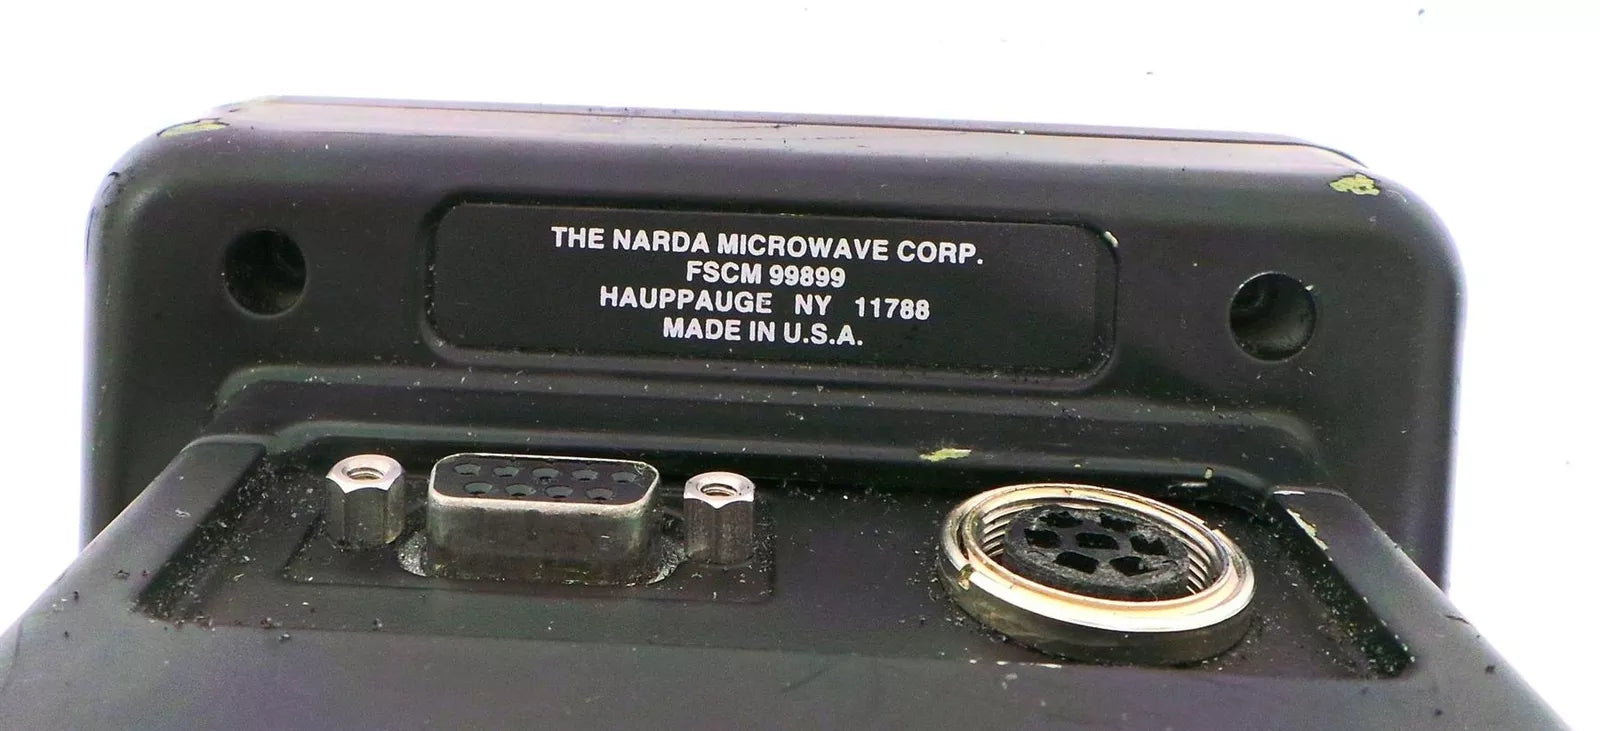 THE NARDA MICROWAVE CORP.
FSCM 99899
HAUPPAUGE NY 11788
MADE IN U.S.A.